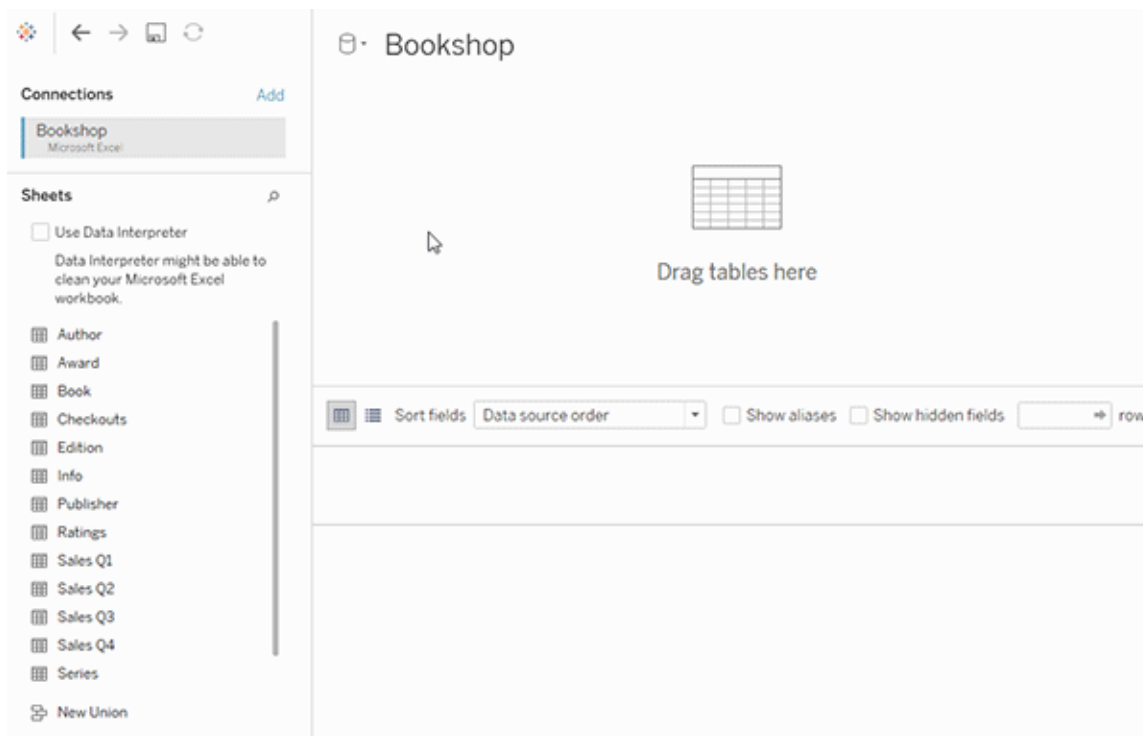 Bookshop
Connections
Add
Bookshop
Microsoft Excel
Sheets
Use Data Interpreter
Data Interpreter might be able to
clean your Microsoft Excel
workbook.
Author
Award
Book
Checkouts
Edition
Info
Publisher
Ratings
Sales Q1
Sales Q2
Sales Q3
Sales Q4
Series
New Union
Drag tables here
Sort fields Data source order Show aliases Show hidden fields row